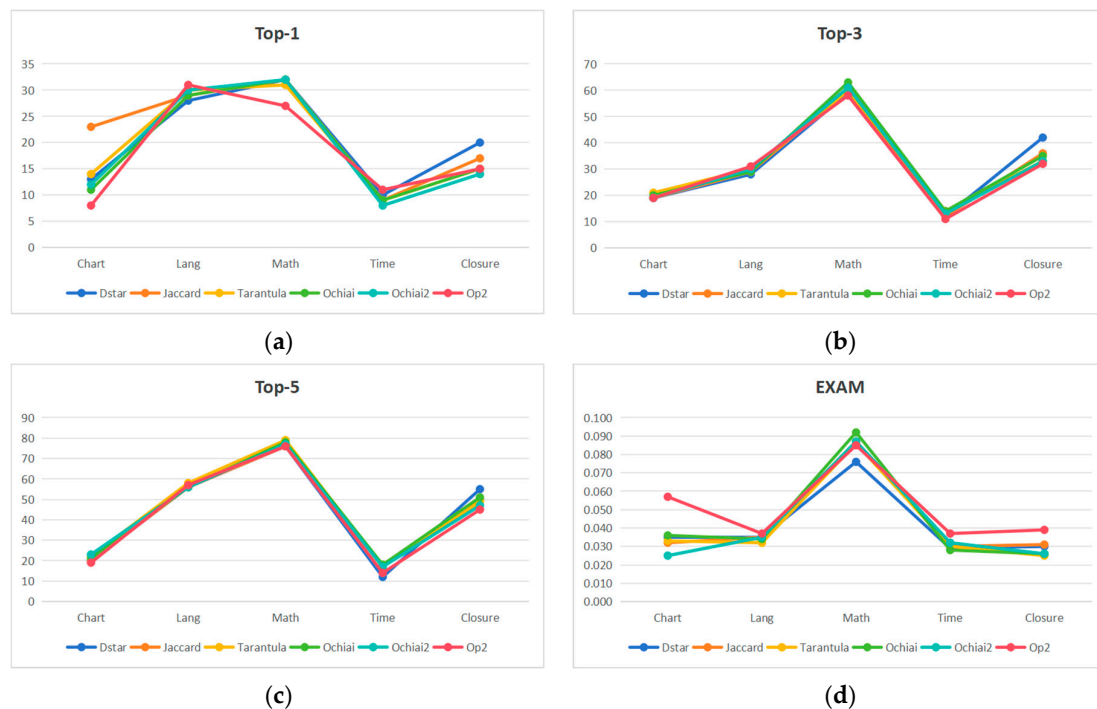 Top-1
35
30
25
20
15
10
5
0
Chart Lang Math Time Closure
Dstar Jaccard Tarantula Ochiai Ochiai2 Op2
(a)
Top-3
70
60
50
40
30
20
10
0
Chart Lang Math Time Closure
Dstar Jaccard Tarantula Ochiai Ochiai2 Op2
(b)
Top-5
90
80
70
60
50
40
30
20
10
0
Chart Lang Math Time Closure
Dstar Jaccard Tarantula Ochiai Ochiai2 Op2
(c)
EXAM
0.100
0.090
0.080
0.070
0.060
0.050
0.040
0.030
0.020
0.010
0.000
Chart Lang Math Time Closure
Dstar Jaccard Tarantula Ochiai Ochiai2 Op2
(d)